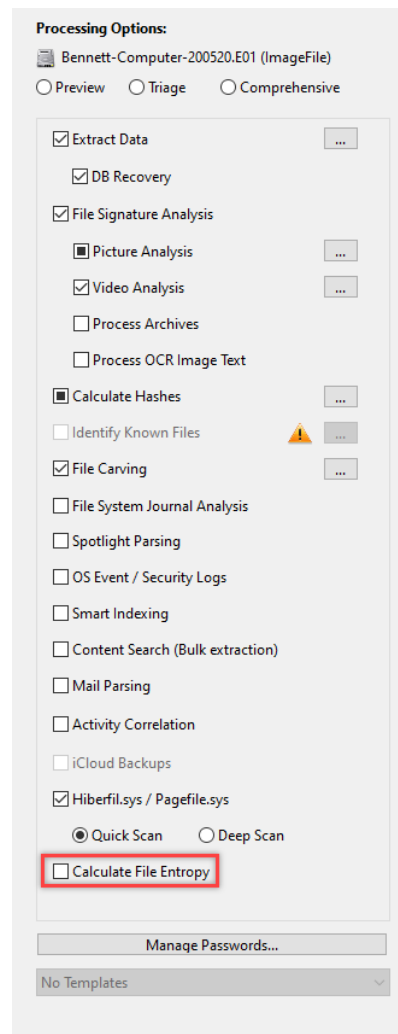 Processing Options:
Bennett-Computer-200520.E01 (ImageFile)
Preview Triage Comprehensive
Extract Data ...
DB Recovery
File Signature Analysis
Picture Analysis ...
Video Analysis ...
Process Archives
Process OCR Image Text
Calculate Hashes ...
Identify Known Files ...
File Carving ...
File System Journal Analysis
Spotlight Parsing
OS Event / Security Logs
Smart Indexing
Content Search (Bulk extraction)
Mail Parsing
Activity Correlation
iCloud Backups
Hiberfil.sys / Pagefile.sys
Quick Scan Deep Scan
Calculate File Entropy
Manage Passwords...
No Templates